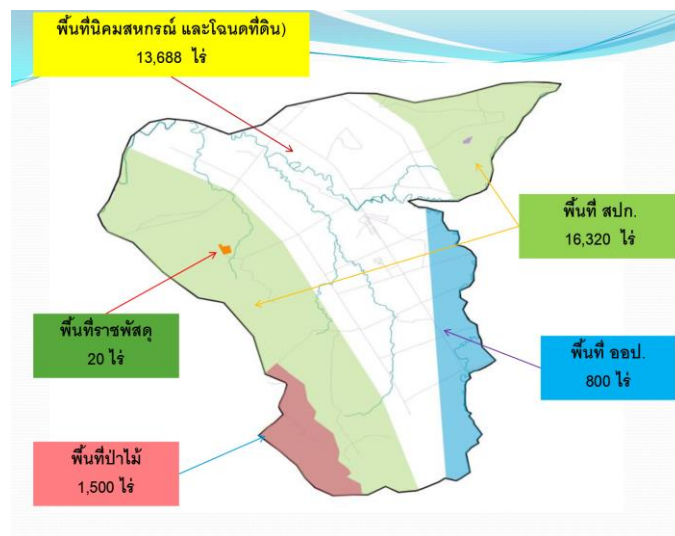 พื้นที่นิคมสหกรณ์ และโฉนดที่ดิน)
13,688 ไร่
พื้นที่ สปก.
16,320 ไร่
พื้นที่ราชพัสดุ
20 ไร่
พื้นที่ ออป.
800 ไร่
พื้นที่ป่าไม้
1,500 ไร่